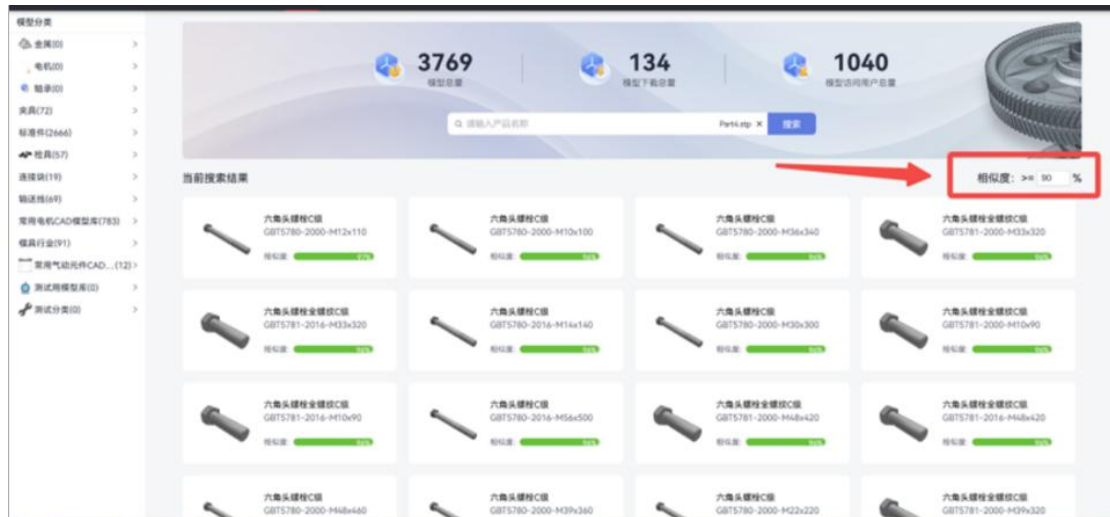 模型分类
金属(0)
电机(0)
轴承(0)
夹具(72)
标准件(2666)
检具(57)
连接块(19)
输送线(69)
常用电机CAD模型库(783)
模具行业(91)
常用气动元件CAD...(12)
测试用模型库(0)
测试分类(0)
3769
模型总量
134
模型下载总量
1040
模型访问用户总量
请输入产品名称
Part4.stp ×
搜索
当前搜索结果
相似度: >= 90 %
六角头螺栓C级
GBT5780-2000-M12x110
相似度: 97%
六角头螺栓C级
GBT5780-2000-M10x100
相似度: 96%
六角头螺栓C级
GBT5780-2000-M36x340
相似度: 96%
六角头螺栓全螺纹C级
GBT5781-2000-M33x320
相似度: 96%
六角头螺栓全螺纹C级
GBT5781-2016-M33x320
相似度: 96%
六角头螺栓C级
GBT5780-2016-M14x140
相似度: 96%
六角头螺栓C级
GBT5780-2000-M30x300
相似度: 96%
六角头螺栓全螺纹C级
GBT5781-2000-M10x90
相似度: 96%
六角头螺栓全螺纹C级
GBT5781-2016-M10x90
相似度: 96%
六角头螺栓C级
GBT5780-2016-M56x500
相似度: 96%
六角头螺栓全螺纹C级
GBT5781-2000-M48x420
相似度: 96%
六角头螺栓全螺纹C级
GBT5781-2016-M48x420
相似度: 96%
六角头螺栓C级
GBT5780-2000-M48x460
六角头螺栓C级
GBT5780-2000-M39x360
六角头螺栓C级
GBT5780-2000-M22x220
六角头螺栓全螺纹C级
GBT5781-2000-M39x320